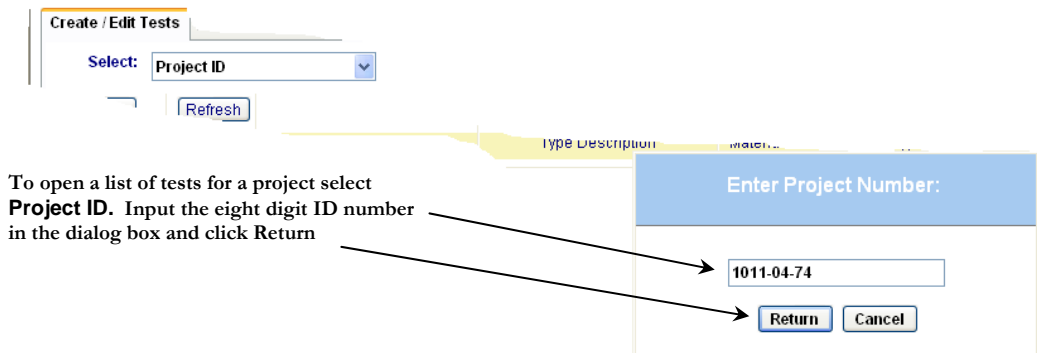 Create / Edit Tests
Select: Project ID
Refresh
Type Description
To open a list of tests for a project select
Project ID. Input the eight digit ID number
in the dialog box and click Return
Enter Project Number:
1011-04-74
Return Cancel